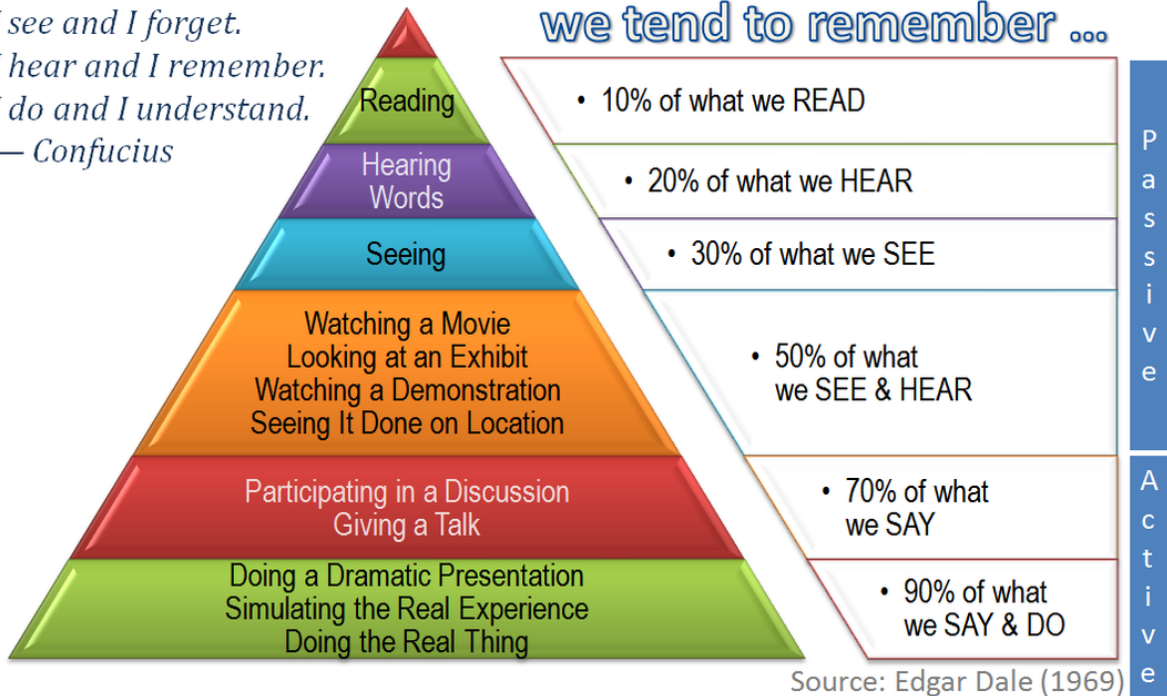 I see and I forget.
I hear and I remember.
I do and I understand.
— Confucius
we tend to remember ...
Reading
• 10% of what we READ
Hearing
Words
• 20% of what we HEAR
Seeing
• 30% of what we SEE
Watching a Movie
Looking at an Exhibit
Watching a Demonstration
Seeing It Done on Location
• 50% of what
we SEE & HEAR
Passive
Participating in a Discussion
Giving a Talk
• 70% of what
we SAY
Doing a Dramatic Presentation
Simulating the Real Experience
Doing the Real Thing
• 90% of what
we SAY & DO
Active
Source: Edgar Dale (1969)